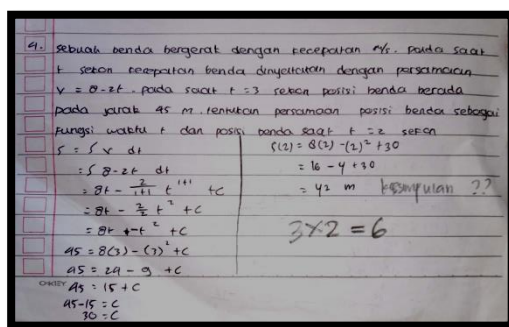 9. sebuah benda bergerak dengan kecepatan m/s. pada saat
t sekon kecepatan benda dinyatakan dengan persamaan
v = 8-2t. pada saat t = 3 sekon posisi benda berada
pada jarak 45 m. tentukan persamaan posisi benda sebagai
fungsi waktu t dan posisi benda saat t = 2 sekon
s = ∫ v dt
= ∫ 8-2t dt
= 8t - 2/1+1 t^1+1 + c
= 8t - 2/2 t² + c
= 8t + -t² + c
45 = 8(3) - (3)² + c
45 = 24 - 9 + c
45 = 15 + c
45-15 = c
30 = c
s(2) = 8(2) - (2)² + 30
= 16 - 4 + 30
= 42 m kesimpulan ??
3x2 = 6